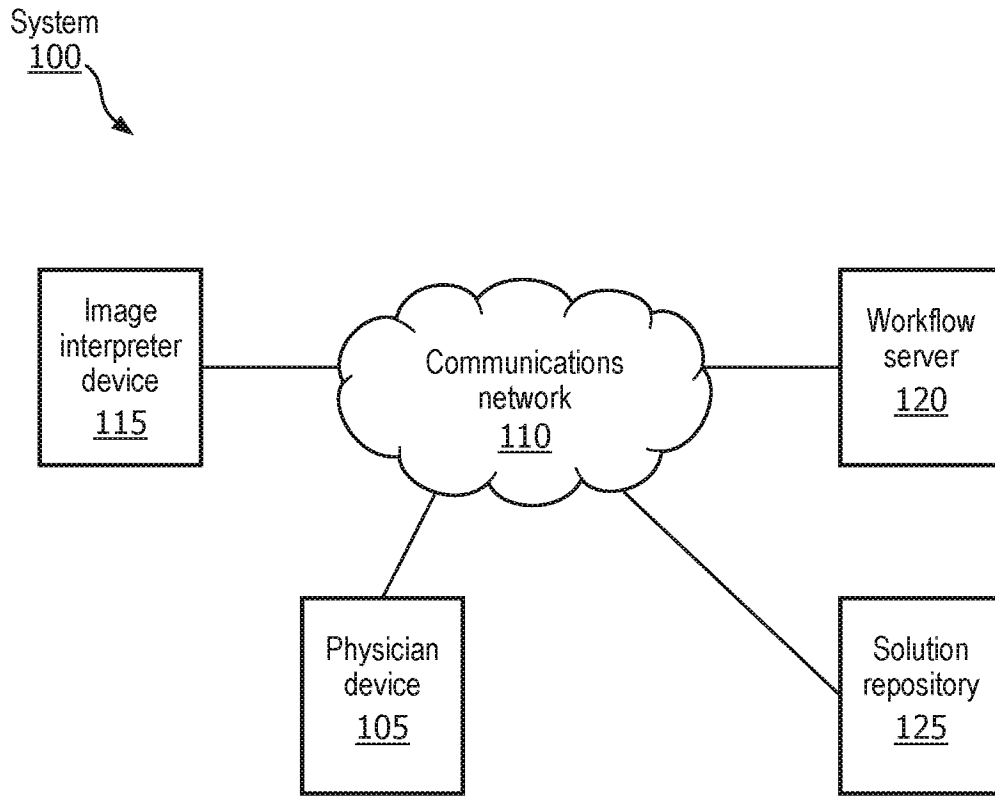 System
100
Image
interpreter
device
115
Communications
network
110
Workflow
server
120
Physician
device
105
Solution
repository
125